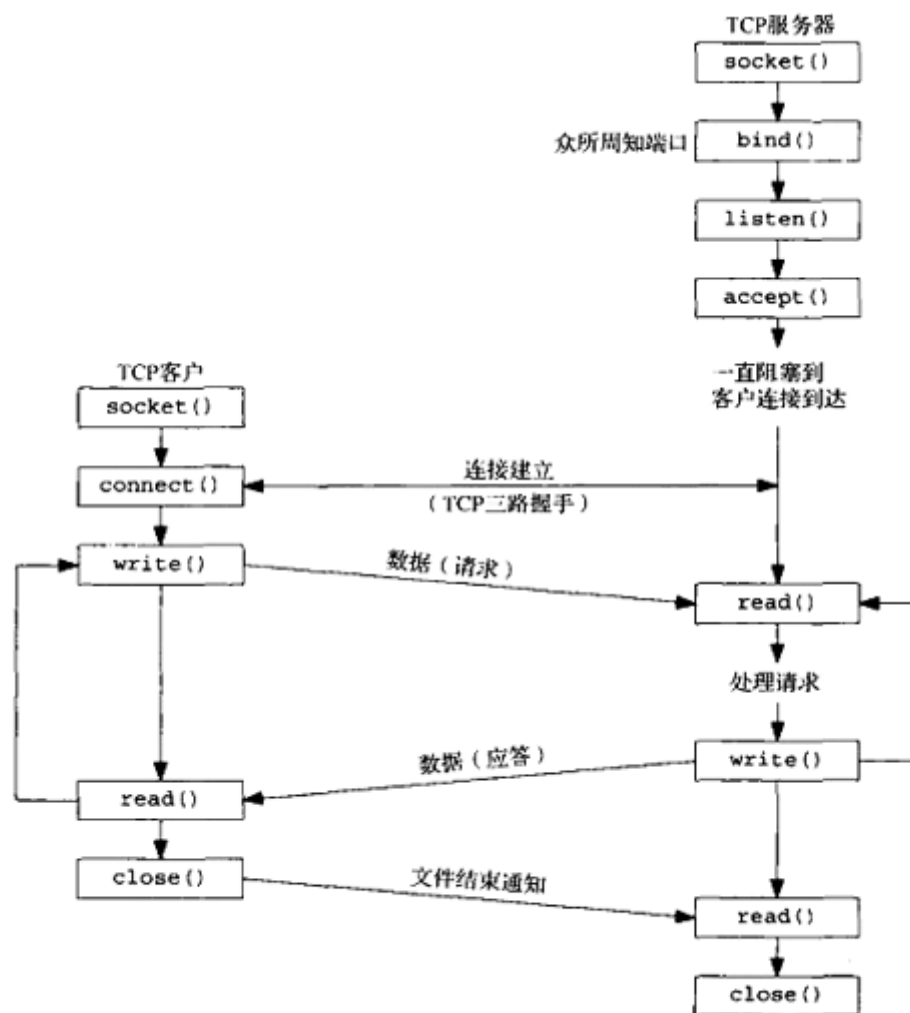 TCP服务器
socket()
众所周知端口
bind()
listen()
accept()
一直阻塞到
客户连接到达
TCP客户
socket()
connect()
连接建立
(TCP三路握手)
write()
数据(请求)
read()
处理请求
数据(应答)
write()
read()
close()
文件结束通知
read()
close()